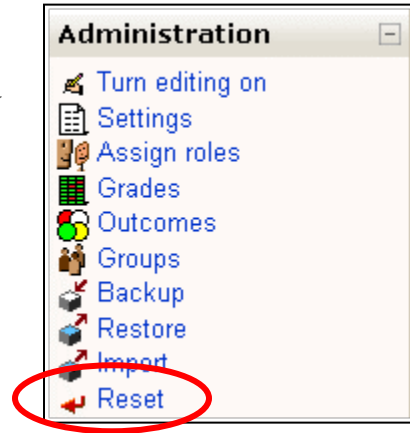 Administration
Turn editing on
Settings
Assign roles
Grades
Outcomes
Groups
Backup
Restore
Import
Reset